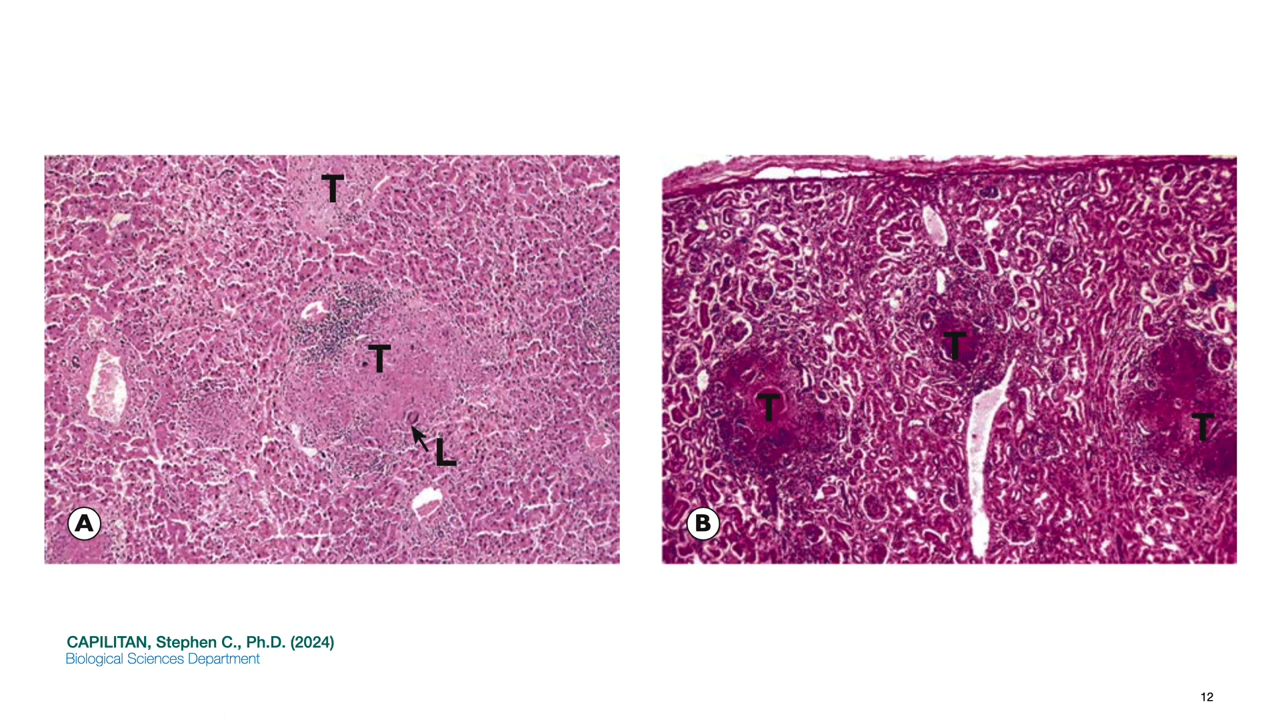 T
T
L
A
T
T
T
B
CAPILITAN, Stephen C., Ph.D. (2024)
Biological Sciences Department
12